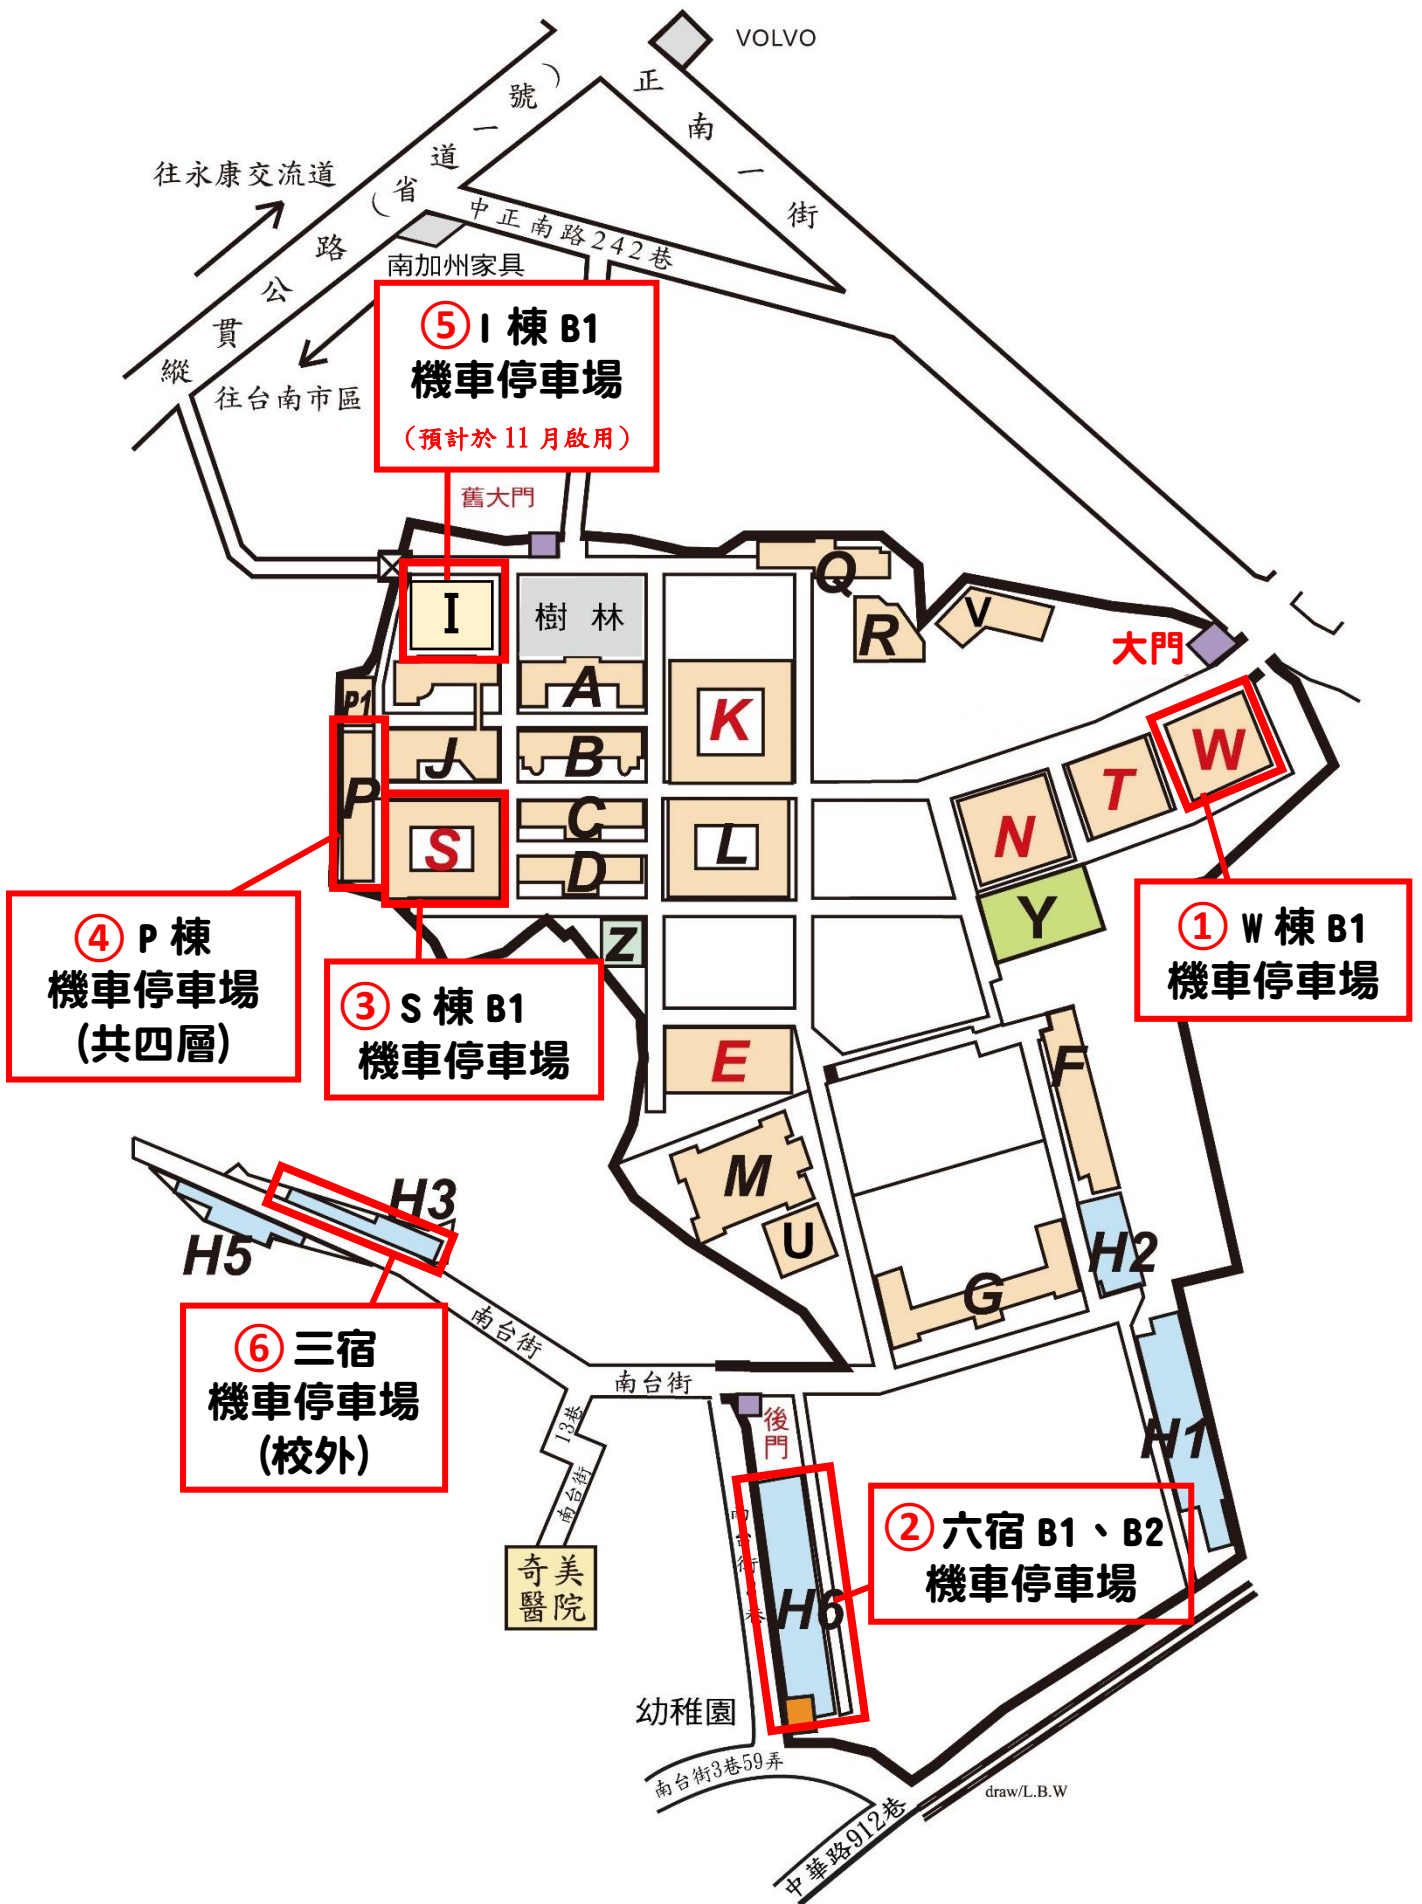 VOLVO
正南一街
縱貫公路(省道一號)
往永康交流道
中正南路242巷
南加州家具
往台南市區
⑤ I 棟 B1
機車停車場
(預計於 11 月啟用)
舊大門
I
樹 林
Q
R
V
大門
P1
A
K
W
J
B
T
P
S
C
L
N
D
Y
Z
① W 棟 B1
機車停車場
④ P 棟
機車停車場
(共四層)
③ S 棟 B1
機車停車場
E
F
M
U
H3
H5
H2
G
⑥ 三宿
機車停車場
(校外)
南台街
南台街
13巷
南台街
後門
H1
奇美
醫院
② 六宿 B1、B2
機車停車場
H6
幼稚園
南台街3巷59弄
draw/L.B.W
中華路912巷